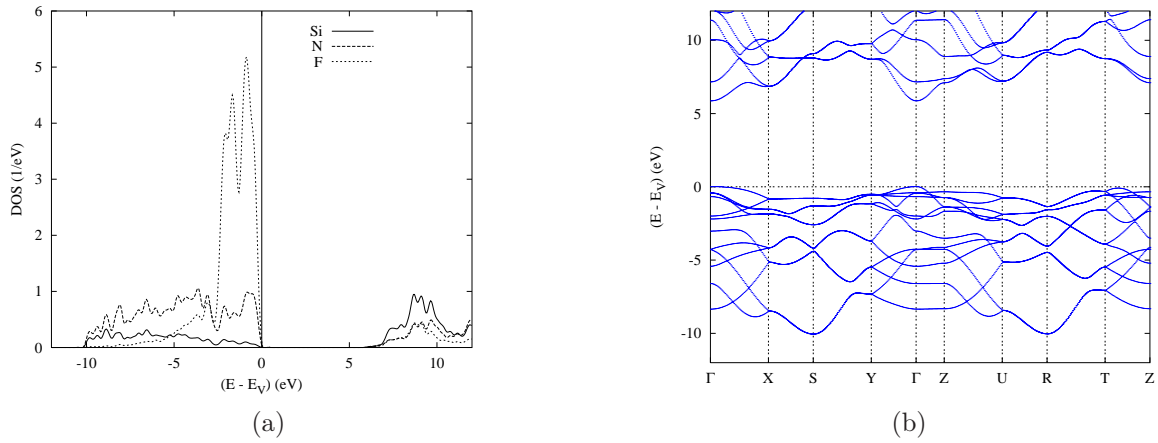 6
5
4
3
2
1
0
DOS (1/eV)
Si
N
F
-10
-5
0
5
10
(E - E_V) (eV)
(a)
10
5
0
-5
-10
(E - E_V) (eV)
Γ X S Y Γ Z U R T Z
(b)